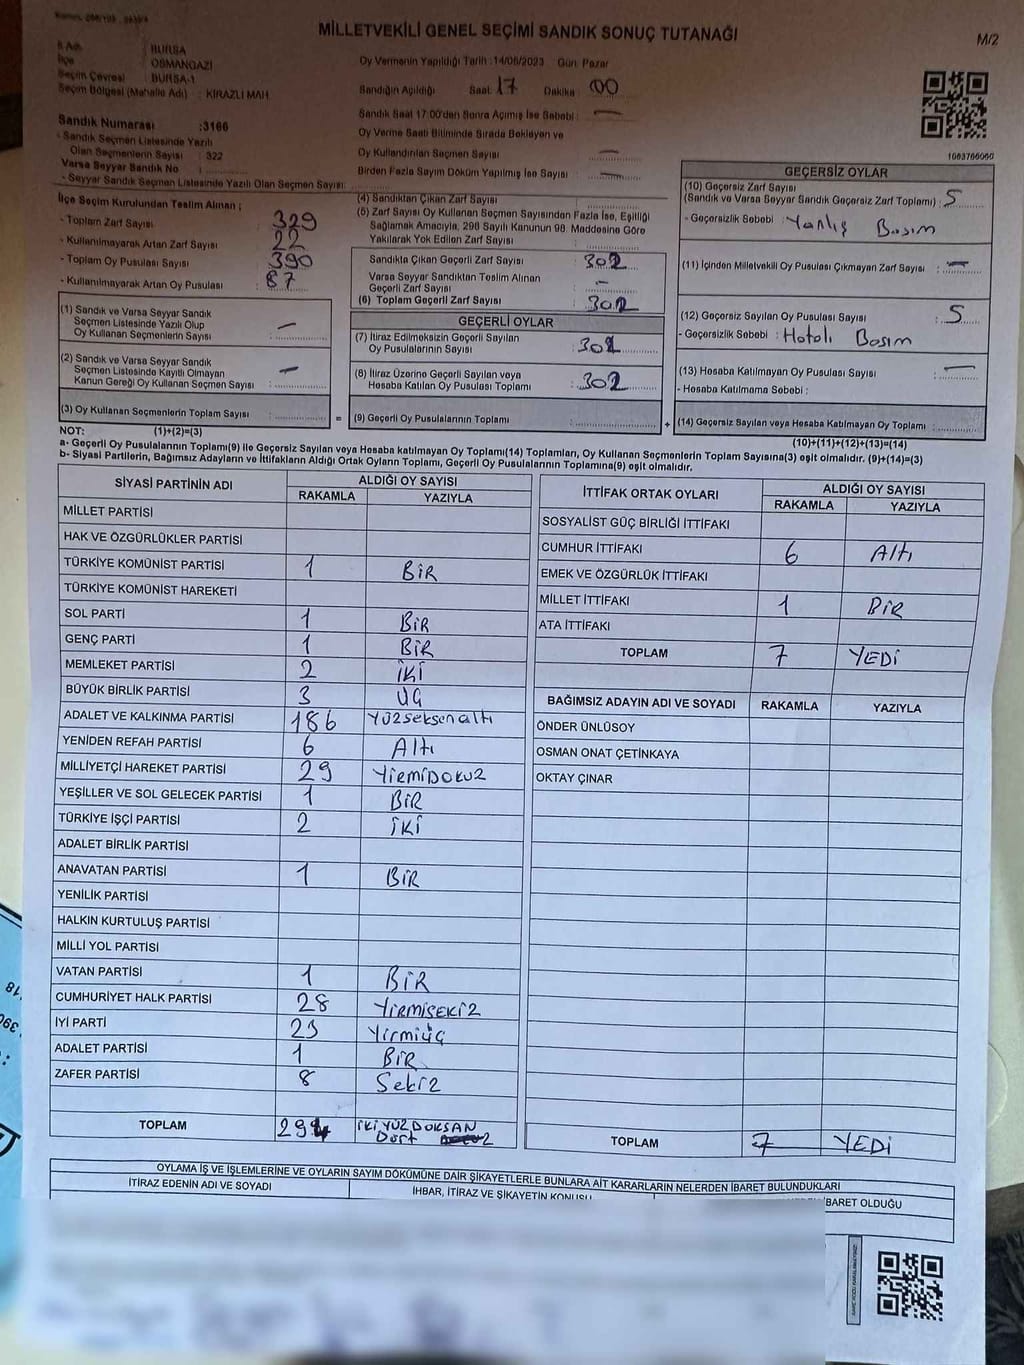 MİLLETVEKİLİ GENEL SEÇİMİ SANDIK SONUÇ TUTANAĞI
M/2
İl Adı : BURSA
İlçe : OSMANGAZİ
Seçim Çevresi : BURSA-1
Seçim Bölgesi (Mahalle Adı) : KİRAZLI MAH.
Sandık Numarası :3166
- Sandık Seçmen Listesinde Yazılı
Olan Seçmenlerin Sayısı : 322
Varsa Seyyar Sandık No :
- Seyyar Sandık Seçmen Listesinde Yazılı Olan Seçmen Sayısı:
Oy Vermenin Yapıldığı Tarih :14/05/2023 Gün: Pazar
Sandığın Açıldığı Saat: 17 Dakika 00
Sandık Saat 17:00'den Sonra Açılmış İse Sebebi : —
Oy Verme Saati Bitiminde Sırada Bekleyen ve
Oy Kullandırılan Seçmen Sayısı : —
Birden Fazla Sayım Döküm Yapılmış İse Sayısı : —
1003766060
İlçe Seçim Kurulundan Teslim Alınan ;
- Toplam Zarf Sayısı : 329
- Kullanılmayarak Artan Zarf Sayısı : 22
- Toplam Oy Pusulası Sayısı : 390
- Kullanılmayarak Artan Oy Pusulası : 87
(1) Sandık ve Varsa Seyyar Sandık
Seçmen Listesinde Yazılı Olup
Oy Kullanan Seçmenlerin Sayısı : —
(2) Sandık ve Varsa Seyyar Sandık
Seçmen Listesinde Kayıtlı Olmayan
Kanun Gereği Oy Kullanan Seçmen Sayısı : —
(3) Oy Kullanan Seçmenlerin Toplam Sayısı :
(4) Sandıktan Çıkan Zarf Sayısı :
(5) Zarf Sayısı Oy Kullanan Seçmen Sayısından Fazla İse, Eşitliği
Sağlamak Amacıyla, 298 Sayılı Kanunun 98. Maddesine Göre
Yakılarak Yok Edilen Zarf Sayısı :
Sandıkta Çıkan Geçerli Zarf Sayısı : 302
Varsa Seyyar Sandıktan Teslim Alınan
Geçerli Zarf Sayısı : —
(6) Toplam Geçerli Zarf Sayısı : 302
GEÇERLİ OYLAR
(7) İtiraz Edilmeksizin Geçerli Sayılan
Oy Pusulalarının Sayısı : 302
(8) İtiraz Üzerine Geçerli Sayılan veya
Hesaba Katılan Oy Pusulası Toplamı : 302
= (9) Geçerli Oy Pusulalarının Toplamı :
GEÇERSİZ OYLAR
(10) Geçersiz Zarf Sayısı
(Sandık ve Varsa Seyyar Sandık Geçersiz Zarf Toplamı) : 5
- Geçersizlik Sebebi : Yanlış Basım
(11) İçinden Milletvekili Oy Pusulası Çıkmayan Zarf Sayısı : —
(12) Geçersiz Sayılan Oy Pusulası Sayısı : 5
- Geçersizlik Sebebi : Hatalı Basım
(13) Hesaba Katılmayan Oy Pusulası Sayısı : —
- Hesaba Katılmama Sebebi :
+ (14) Geçersiz Sayılan veya Hesaba Katılmayan Oy Toplamı :
NOT: (1)+(2)=(3) (10)+(11)+(12)+(13)=(14)
a- Geçerli Oy Pusulalarının Toplamı(9) ile Geçersiz Sayılan veya Hesaba katılmayan Oy Toplamı(14) Toplamları, Oy Kullanan Seçmenlerin Toplam Sayısına(3) eşit olmalıdır. (9)+(14)=(3)
b- Siyasi Partilerin, Bağımsız Adayların ve İttifakların Aldığı Ortak Oyların Toplamı, Geçerli Oy Pusulalarının Toplamına(9) eşit olmalıdır.
SİYASİ PARTİNİN ADI ALDIĞI OY SAYISI
RAKAMLA YAZIYLA
MİLLET PARTİSİ
HAK VE ÖZGÜRLÜKLER PARTİSİ
TÜRKİYE KOMÜNİST PARTİSİ 1 BİR
TÜRKİYE KOMÜNİST HAREKETİ
SOL PARTİ 1 BİR
GENÇ PARTİ 1 BİR
MEMLEKET PARTİSİ 2 İKİ
BÜYÜK BİRLİK PARTİSİ 3 ÜÇ
ADALET VE KALKINMA PARTİSİ 186 Yüzseksenaltı
YENİDEN REFAH PARTİSİ 6 Altı
MİLLİYETÇİ HAREKET PARTİSİ 29 YirmiDokuz
YEŞİLLER VE SOL GELECEK PARTİSİ 1 BİR
TÜRKİYE İŞÇİ PARTİSİ 2 İKİ
ADALET BİRLİK PARTİSİ
ANAVATAN PARTİSİ 1 BİR
YENİLİK PARTİSİ
HALKIN KURTULUŞ PARTİSİ
MİLLİ YOL PARTİSİ
VATAN PARTİSİ 1 BİR
CUMHURİYET HALK PARTİSİ 28 Yirmisekiz
İYİ PARTİ 23 Yirmiüç
ADALET PARTİSİ 1 BİR
ZAFER PARTİSİ 8 Sekiz
TOPLAM 294 İKİYÜZDOKSAN
Dört
İTTİFAK ORTAK OYLARI ALDIĞI OY SAYISI
RAKAMLA YAZIYLA
SOSYALİST GÜÇ BİRLİĞİ İTTİFAKI
CUMHUR İTTİFAKI 6 Altı
EMEK VE ÖZGÜRLÜK İTTİFAKI
MİLLET İTTİFAKI 1 BİR
ATA İTTİFAKI
TOPLAM 7 YEDİ
BAĞIMSIZ ADAYIN ADI VE SOYADI RAKAMLA YAZIYLA
ÖNDER ÜNLÜSOY
OSMAN ONAT ÇETİNKAYA
OKTAY ÇINAR
TOPLAM 7 YEDİ
OYLAMA İŞ VE İŞLEMLERİNE VE OYLARIN SAYIM DÖKÜMÜNE DAİR ŞİKAYETLERLE BUNLARA AİT KARARLARIN NELERDEN İBARET BULUNDUKLARI
İTİRAZ EDENİN ADI VE SOYADI
İHBAR, İTİRAZ VE ŞİKAYETİN KONUSU
İBARET OLDUĞU